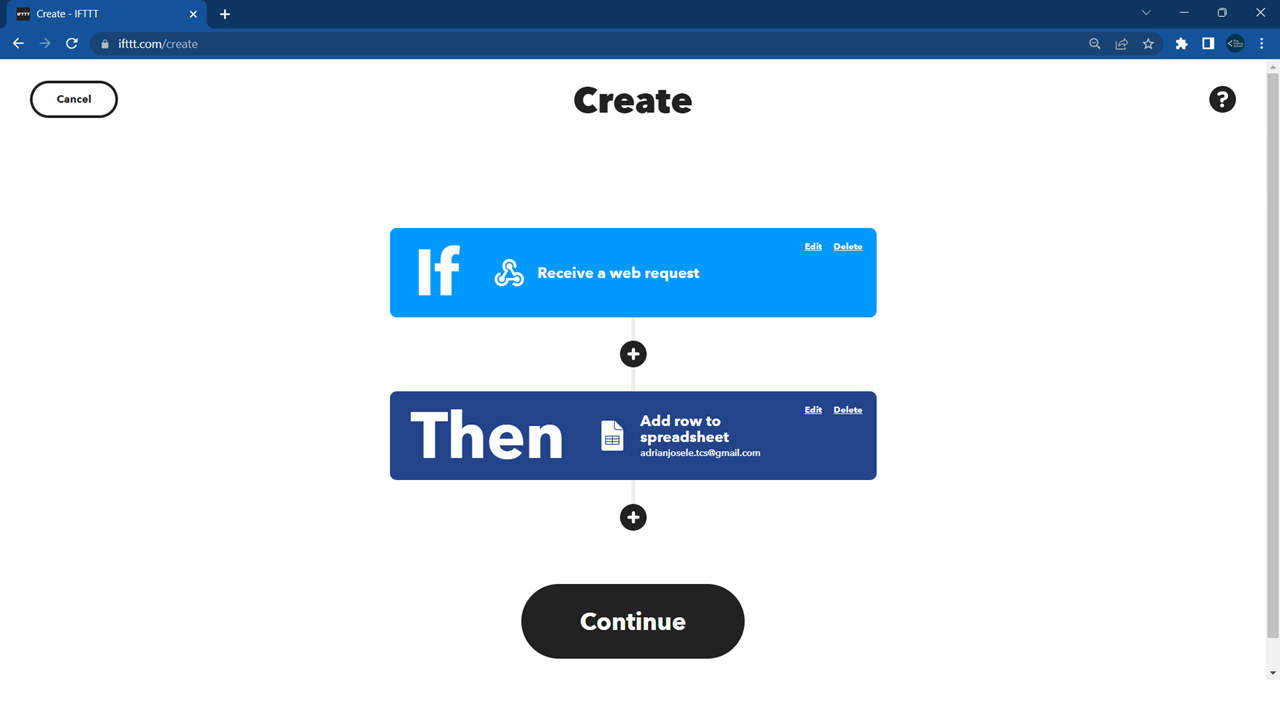 IFTTT Create - IFTTT
ifttt.com/create
Cancel
Create
?
If
Receive a web request
Edit Delete
Then
Add row to
spreadsheet
adrianjosele.tcs@gmail.com
Edit Delete
Continue